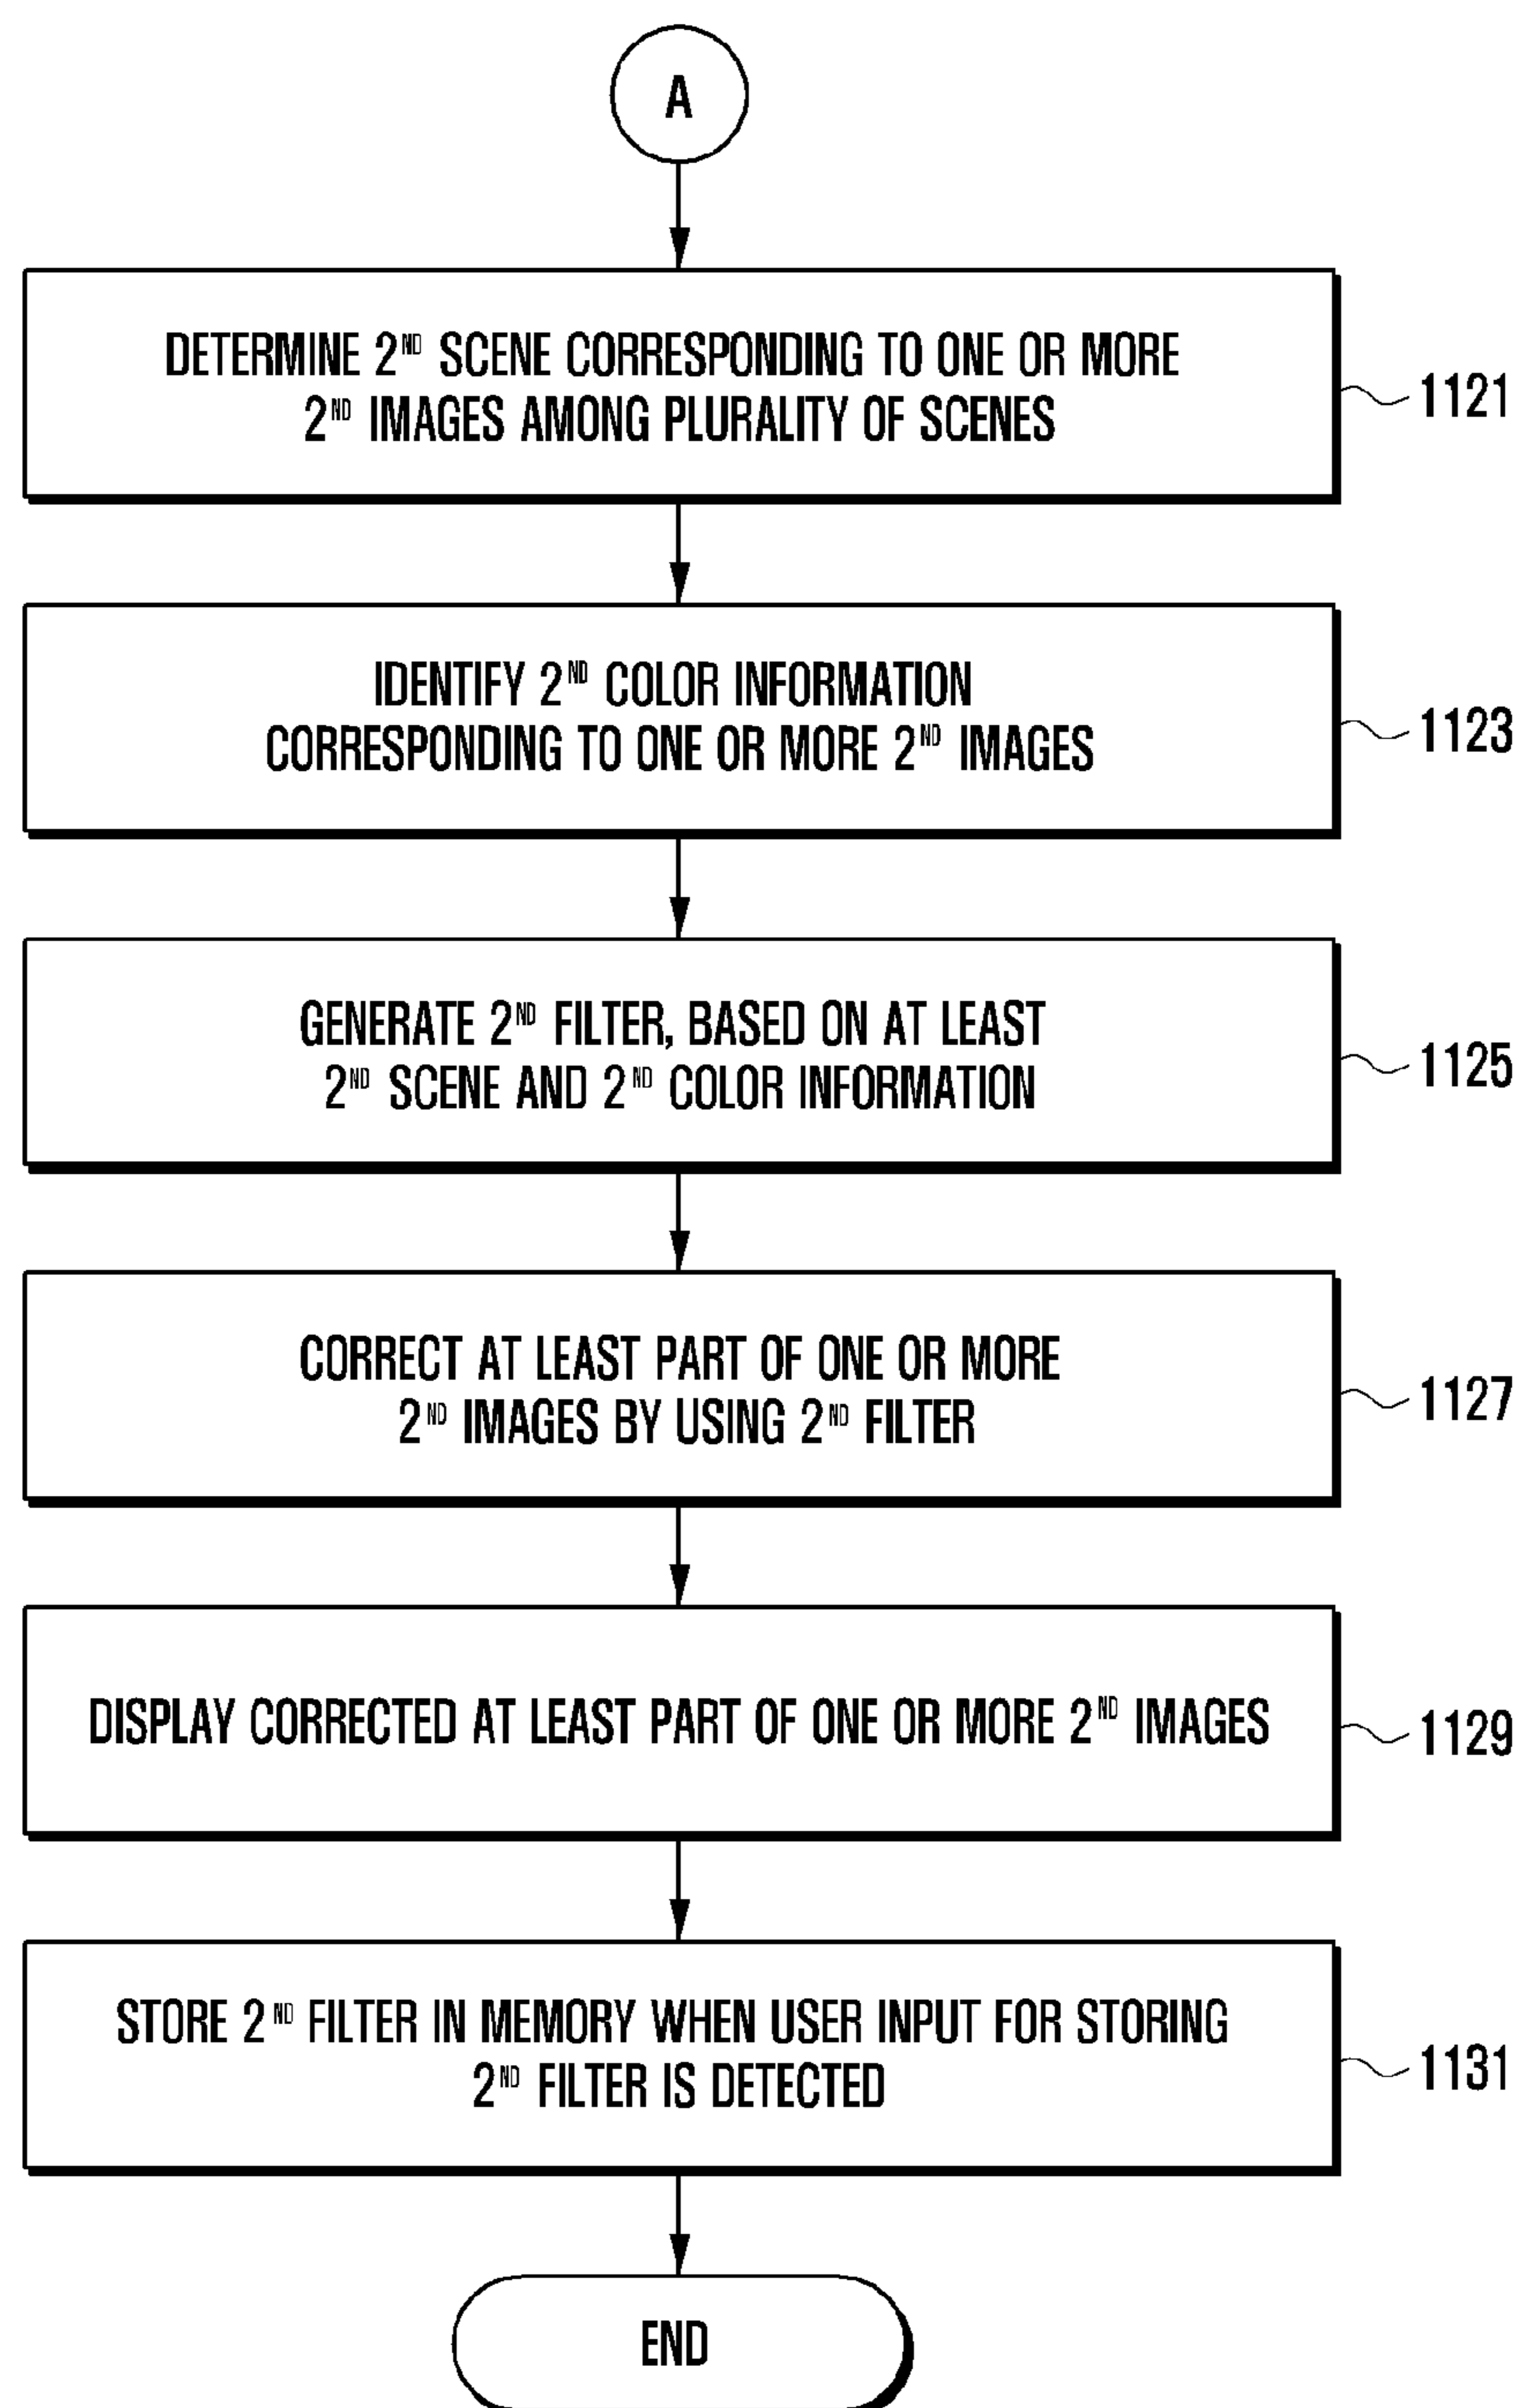 A
DETERMINE 2ND SCENE CORRESPONDING TO ONE OR MORE
2ND IMAGES AMONG PLURALITY OF SCENES
1121
IDENTIFY 2ND COLOR INFORMATION
CORRESPONDING TO ONE OR MORE 2ND IMAGES
1123
GENERATE 2ND FILTER, BASED ON AT LEAST
2ND SCENE AND 2ND COLOR INFORMATION
1125
CORRECT AT LEAST PART OF ONE OR MORE
2ND IMAGES BY USING 2ND FILTER
1127
DISPLAY CORRECTED AT LEAST PART OF ONE OR MORE 2ND IMAGES
1129
STORE 2ND FILTER IN MEMORY WHEN USER INPUT FOR STORING
2ND FILTER IS DETECTED
1131
END